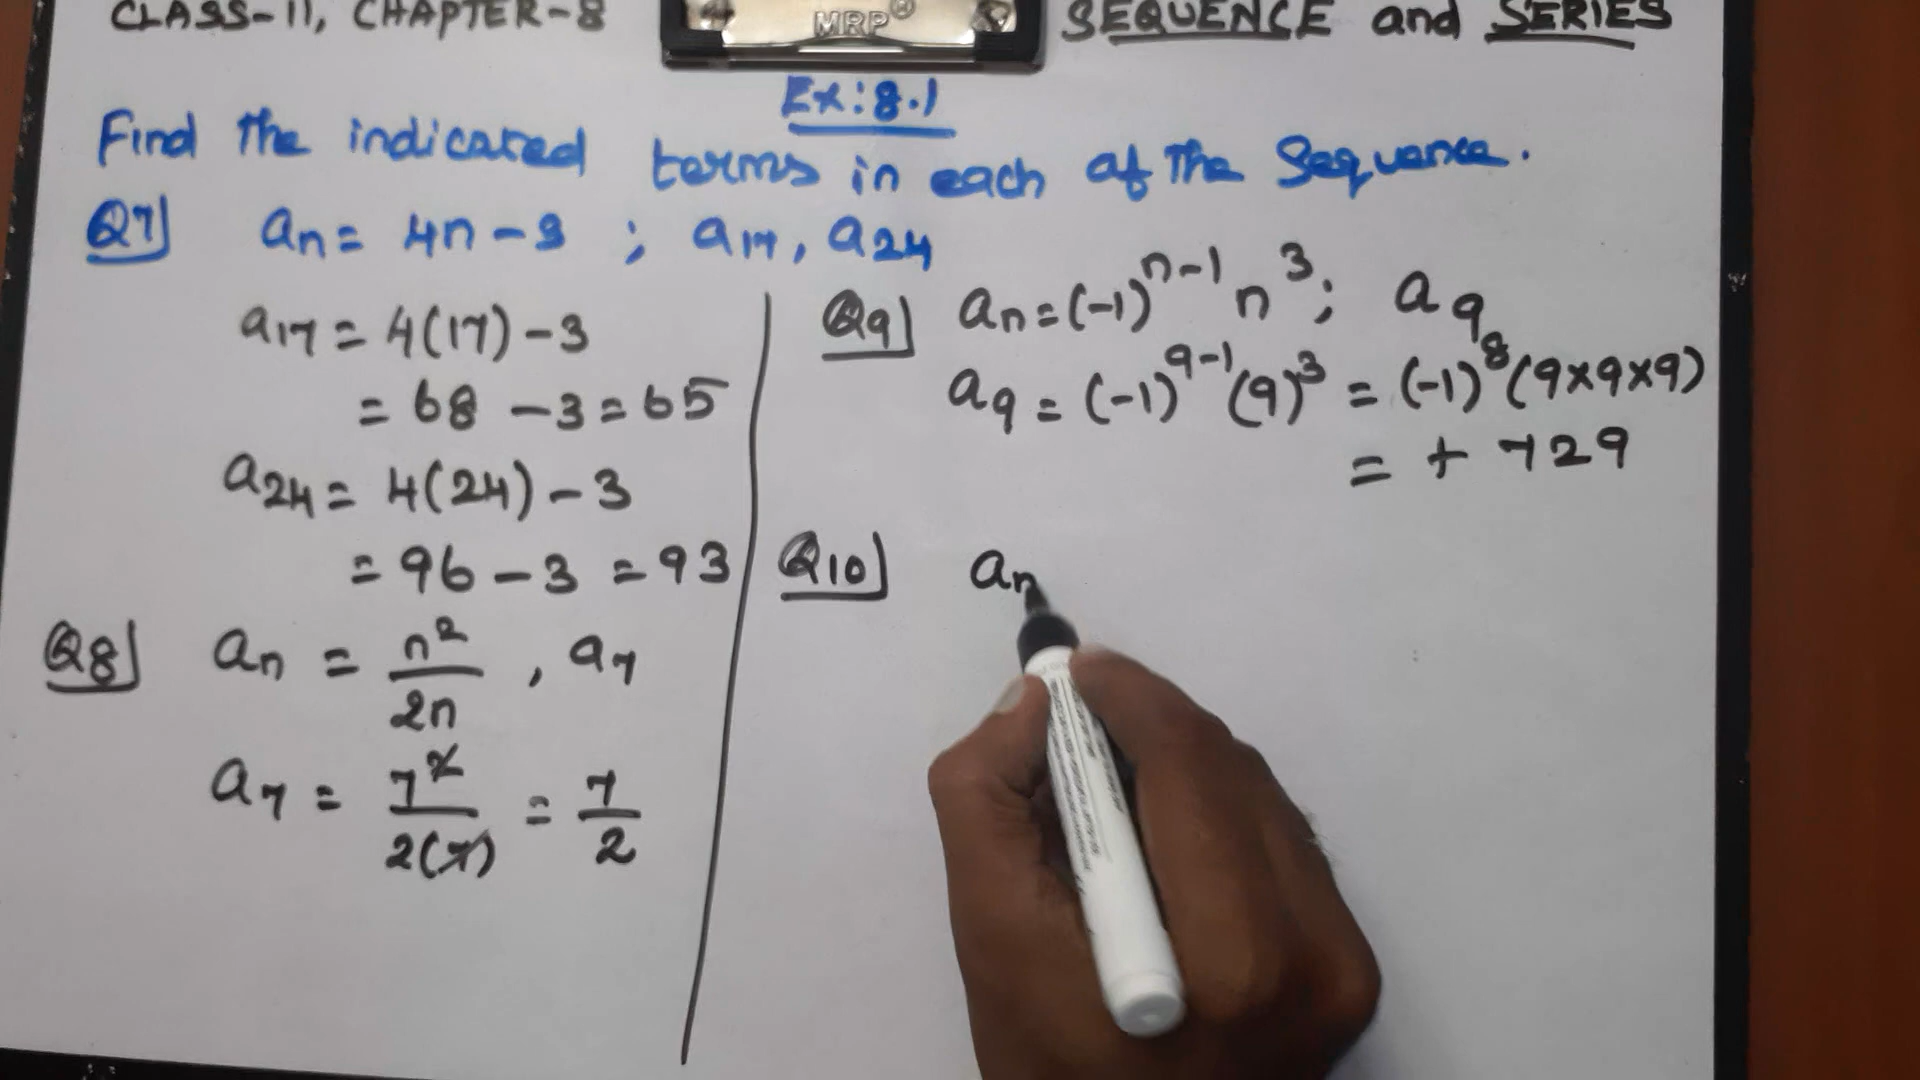 CLASS-11, CHAPTER-8
MRP®
SEQUENCE and SERIES
Ex:8.1
Find the indicated terms in each of the Sequence.
Q7] an = 4n - 3 ; a17, a24
a17 = 4(17) - 3
= 68 - 3 = 65
a24 = 4(24) - 3
= 96 - 3 = 93
Q8] an = n²/2n , a7
a7 = 7²/2(7) = 7/2
Q9] an = (-1)^(n-1) n³; a9
a9 = (-1)^(9-1) (9)³ = (-1)^8 (9×9×9)
= + 729
Q10] an